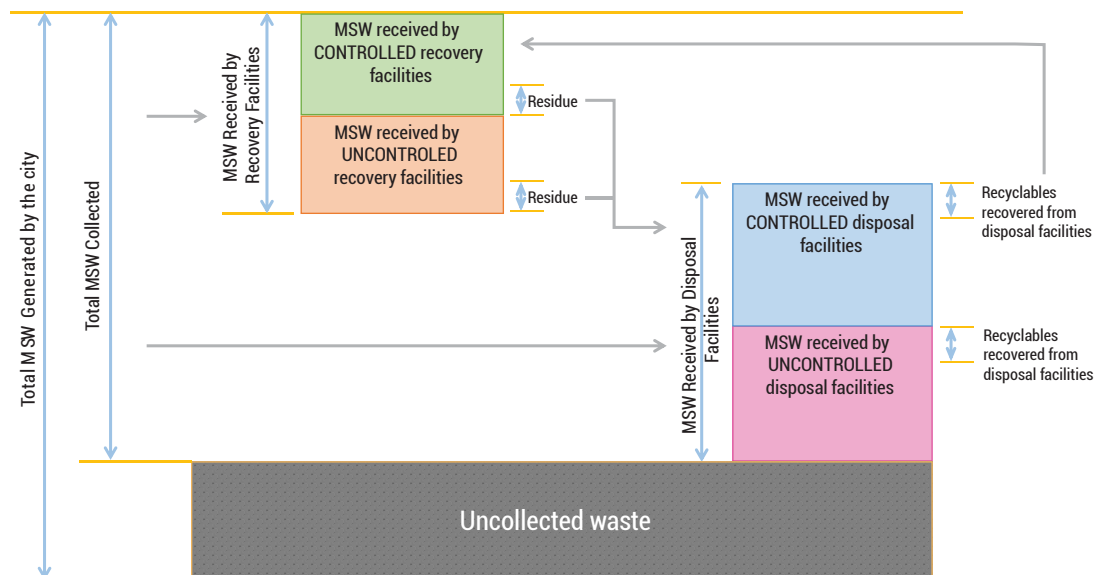 Total MSW Generated by the city
Total MSW Collected
MSW Received by
Recovery Facilities
MSW received by
CONTROLLED recovery
facilities
Residue
MSW received by
UNCONTROLED
recovery facilities
Residue
MSW Received by Disposal
Facilities
MSW received by
CONTROLLED disposal
facilities
Recyclables
recovered from
disposal facilities
MSW received by
UNCONTROLLED
disposal facilities
Recyclables
recovered from
disposal facilities
Uncollected waste